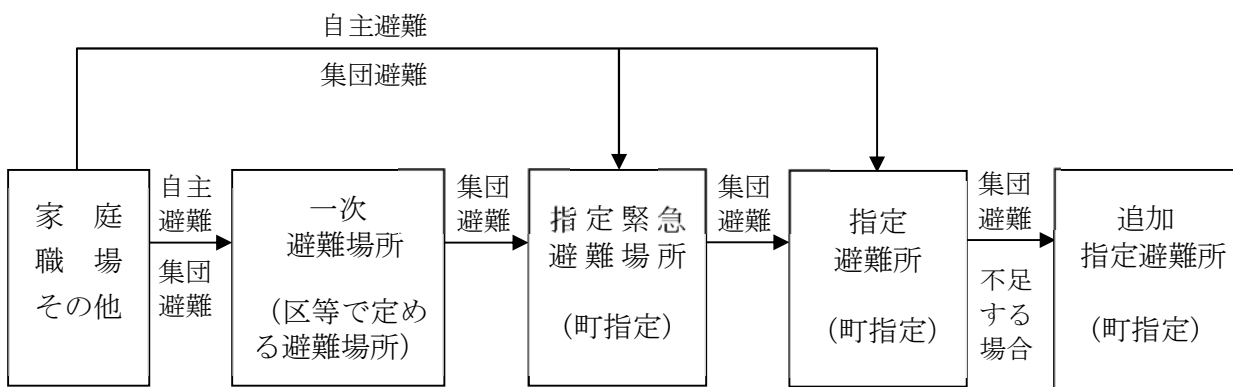 自主避難
集団避難
家　庭
職　場
その他
自主
避難
集団
避難
一次
避難場所
（区等で定め
る避難場所）
集団
避難
指定緊急
避難場所
（町指定）
集団
避難
指定
避難所
（町指定）
集団
避難
不足
する
場合
追加
指定避難所
（町指定）